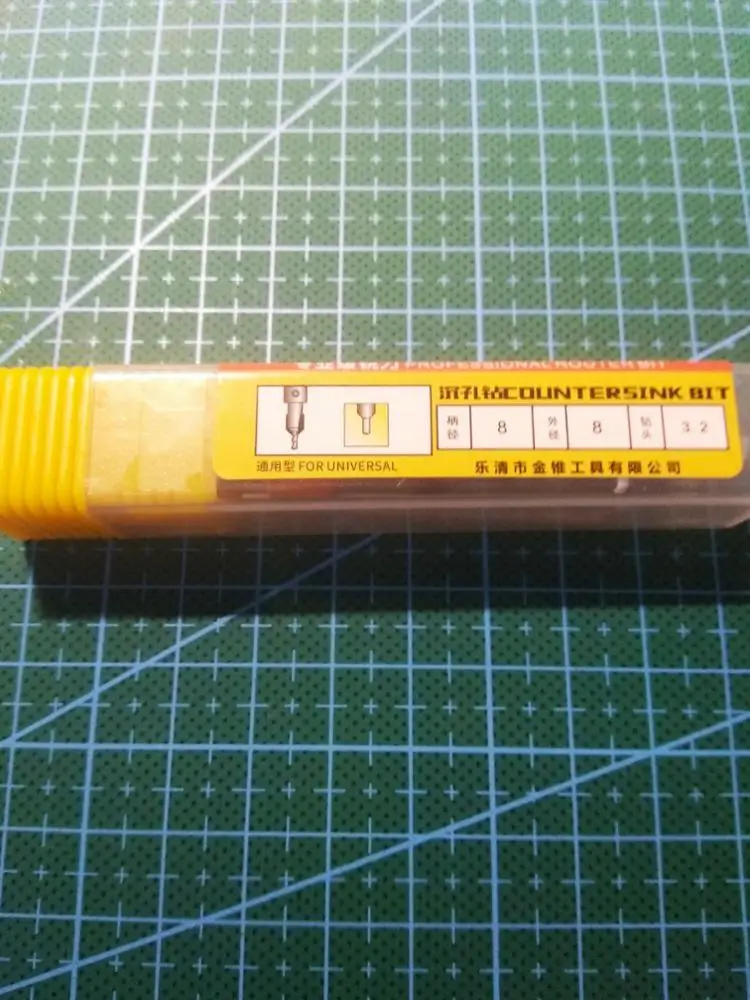 PROFESSIONAL ROUTER BIT
沉孔钻COUNTERSINK BIT
柄径 8 外径 8 钻头 3 2
通用型 FOR UNIVERSAL
乐清市金锥工具有限公司